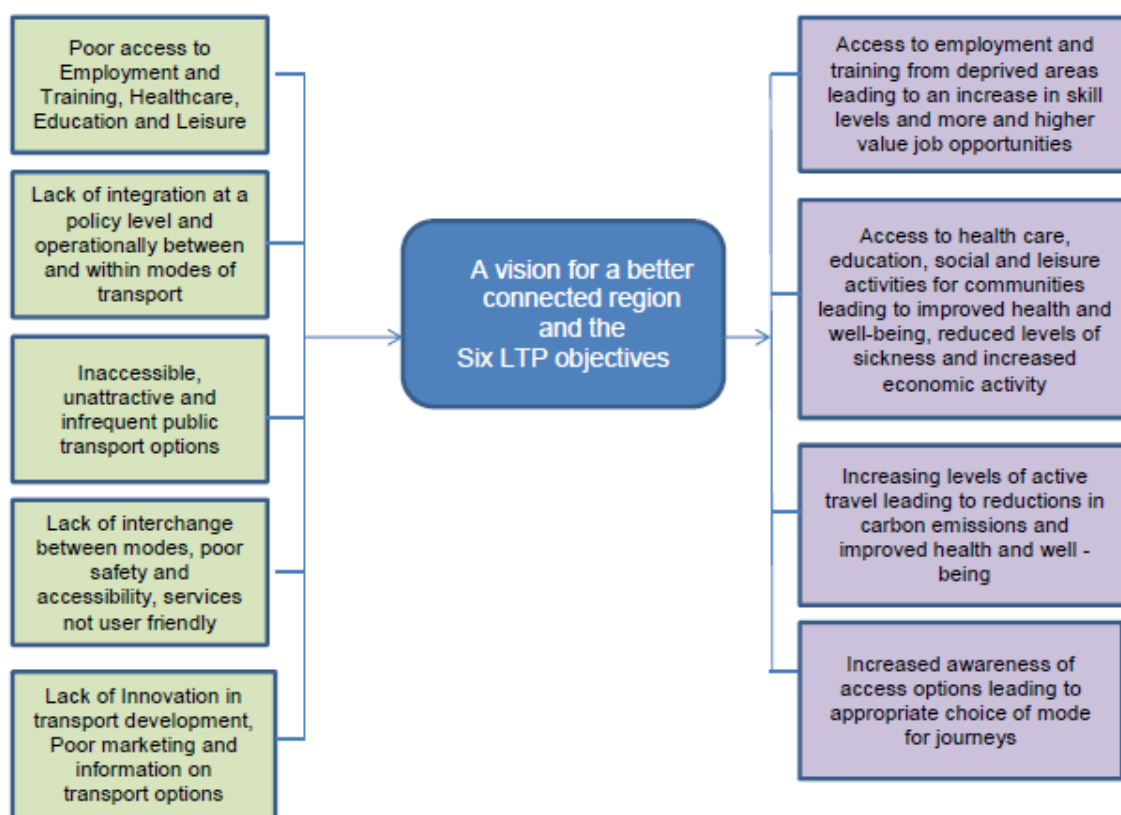 Poor access to
Employment and
Training, Healthcare,
Education and Leisure
Lack of integration at a
policy level and
operationally between
and within modes of
transport
Inaccessible,
unattractive and
infrequent public
transport options
Lack of interchange
between modes, poor
safety and
accessibility, services
not user friendly
Lack of Innovation in
transport development,
Poor marketing and
information on
transport options
A vision for a better
connected region
and the
Six LTP objectives
Access to employment and
training from deprived areas
leading to an increase in skill
levels and more and higher
value job opportunities
Access to health care,
education, social and leisure
activities for communities
leading to improved health and
well-being, reduced levels of
sickness and increased
economic activity
Increasing levels of active
travel leading to reductions in
carbon emissions and
improved health and well -
being
Increased awareness of
access options leading to
appropriate choice of mode
for journeys